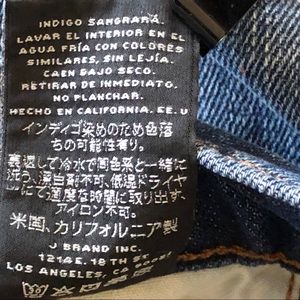 INDIGO SANGRARÁ.
LAVAR EL INTERIOR EN EL
AGUA FRÍA CON COLORES
SIMILARES, SIN LEJÍA.
CAEN BAJO SECO.
RETIRAR DE INMEDIATO.
NO PLANCHAR.
HECHO EN CALIFORNIA, EE.U
インディゴ染めのため色落
ちの可能性有り。
裏返して冷水で同色系と一緒に
洗う、漂白剤不可、低温ドライヤ
にて適度な時間に取り出す、
アイロン不可。
米国、カリフォルニア製
J BRAND INC.
1214 E. 18TH ST
LOS ANGELES, CA